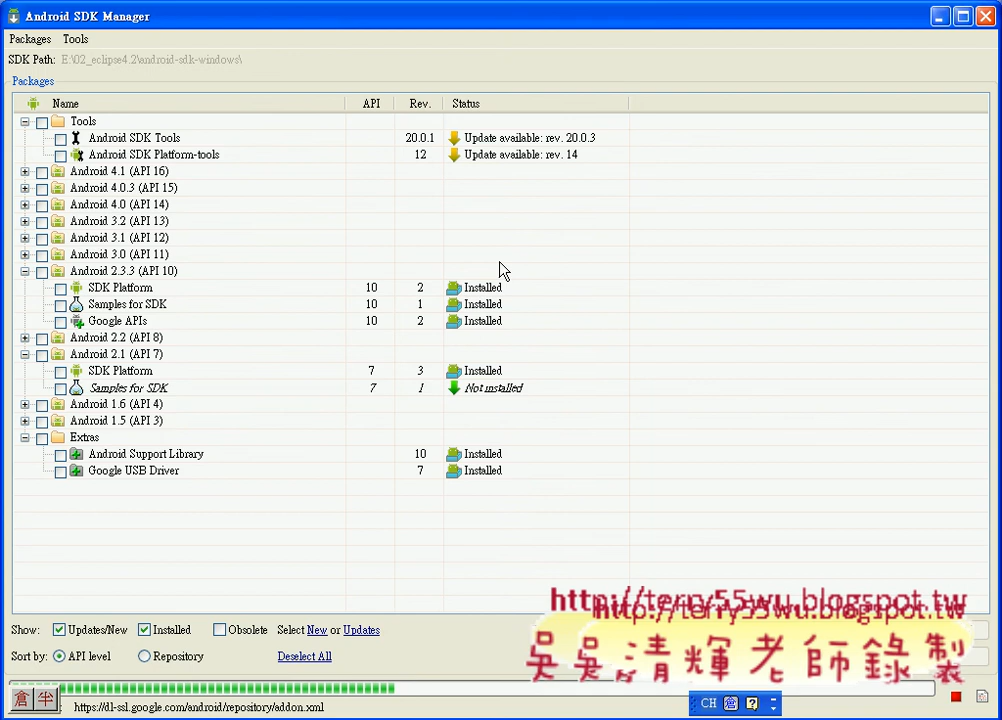 Android SDK Manager
Packages Tools
SDK Path: E:\02_eclipse4.2\android-sdk-windows\
Packages
Name API Rev. Status
Tools
Android SDK Tools 20.0.1 Update available: rev. 20.0.3
Android SDK Platform-tools 12 Update available: rev. 14
Android 4.1 (API 16)
Android 4.0.3 (API 15)
Android 4.0 (API 14)
Android 3.2 (API 13)
Android 3.1 (API 12)
Android 3.0 (API 11)
Android 2.3.3 (API 10)
SDK Platform 10 2 Installed
Samples for SDK 10 1 Installed
Google APIs 10 2 Installed
Android 2.2 (API 8)
Android 2.1 (API 7)
SDK Platform 7 3 Installed
Samples for SDK 7 1 Not installed
Android 1.6 (API 4)
Android 1.5 (API 3)
Extras
Android Support Library 10 Installed
Google USB Driver 7 Installed
http://terry55wu.blogspot.tw
http://terry55wu.blogspot.tw
Show: Updates/New Installed Obsolete Select New or Updates
吳吳清輝老師錄製
Sort by: API level Repository Deselect All
倉 半
https://dl-ssl.google.com/android/repository/addon.xml
CH 倉 ?